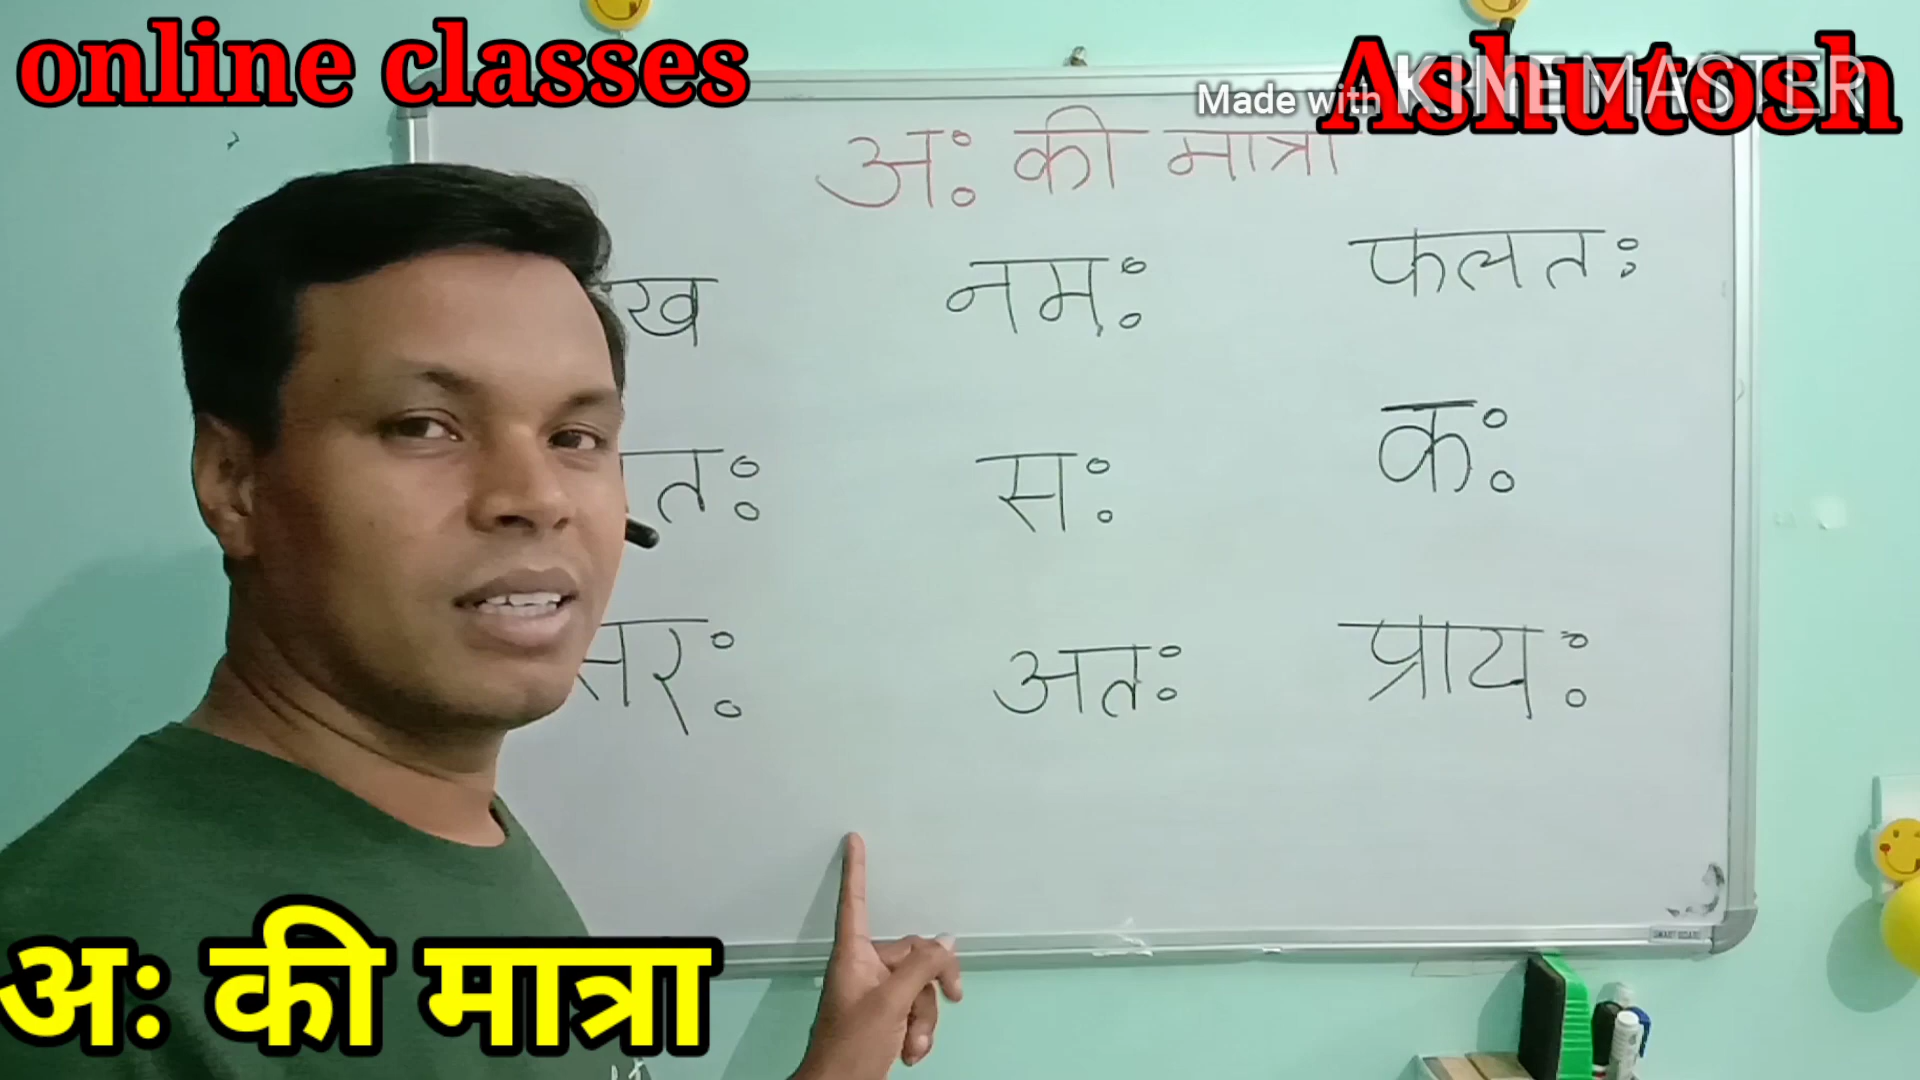 online classes
Ashutosh
Made with KINEMASTER
अः की मात्रा
नमः फलतः
सः कः
अतः प्रायः
अः की मात्रा